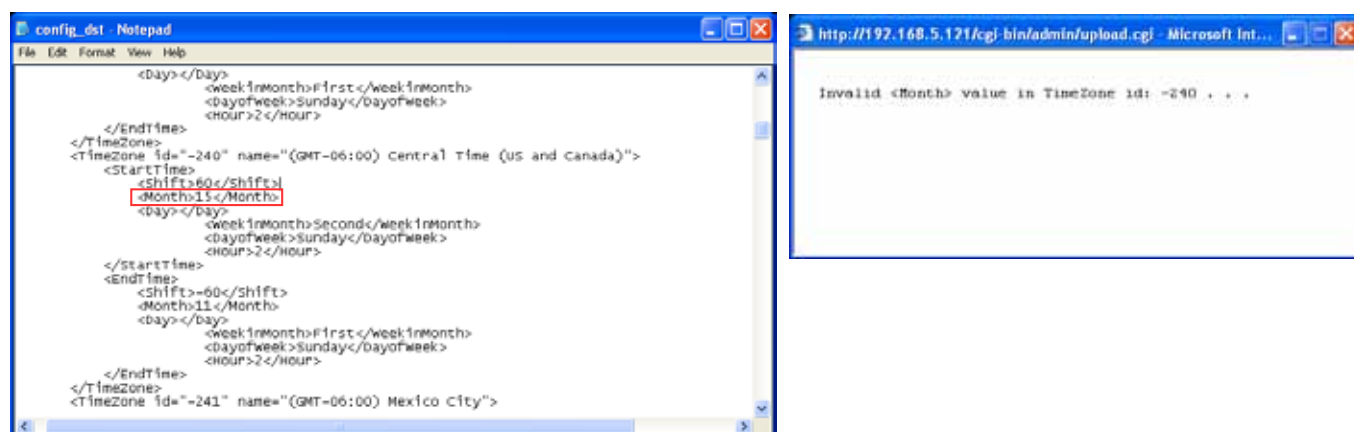 config_dst - Notepad
File Edit Format View Help
<Day></Day>
<WeekInMonth>First</WeekInMonth>
<DayofWeek>Sunday</DayofWeek>
<Hour>2</Hour>
</EndTime>
</TimeZone>
<TimeZone id="-240" name="(GMT-06:00) Central Time (US and Canada)">
<StartTime>
<Shift>60</Shift>
<Month>15</Month>
<Day></Day>
<WeekInMonth>Second</WeekInMonth>
<DayofWeek>Sunday</DayofWeek>
<Hour>2</Hour>
</StartTime>
<EndTime>
<Shift>-60</Shift>
<Month>11</Month>
<Day></Day>
<WeekInMonth>First</WeekInMonth>
<DayofWeek>Sunday</DayofWeek>
<Hour>2</Hour>
</EndTime>
</TimeZone>
<TimeZone id="-241" name="(GMT-06:00) Mexico City">
http://192.168.5.121/cgi-bin/admin/upload.cgi - Microsoft Int...
Invalid <Month> value in TimeZone id: -240 . . .